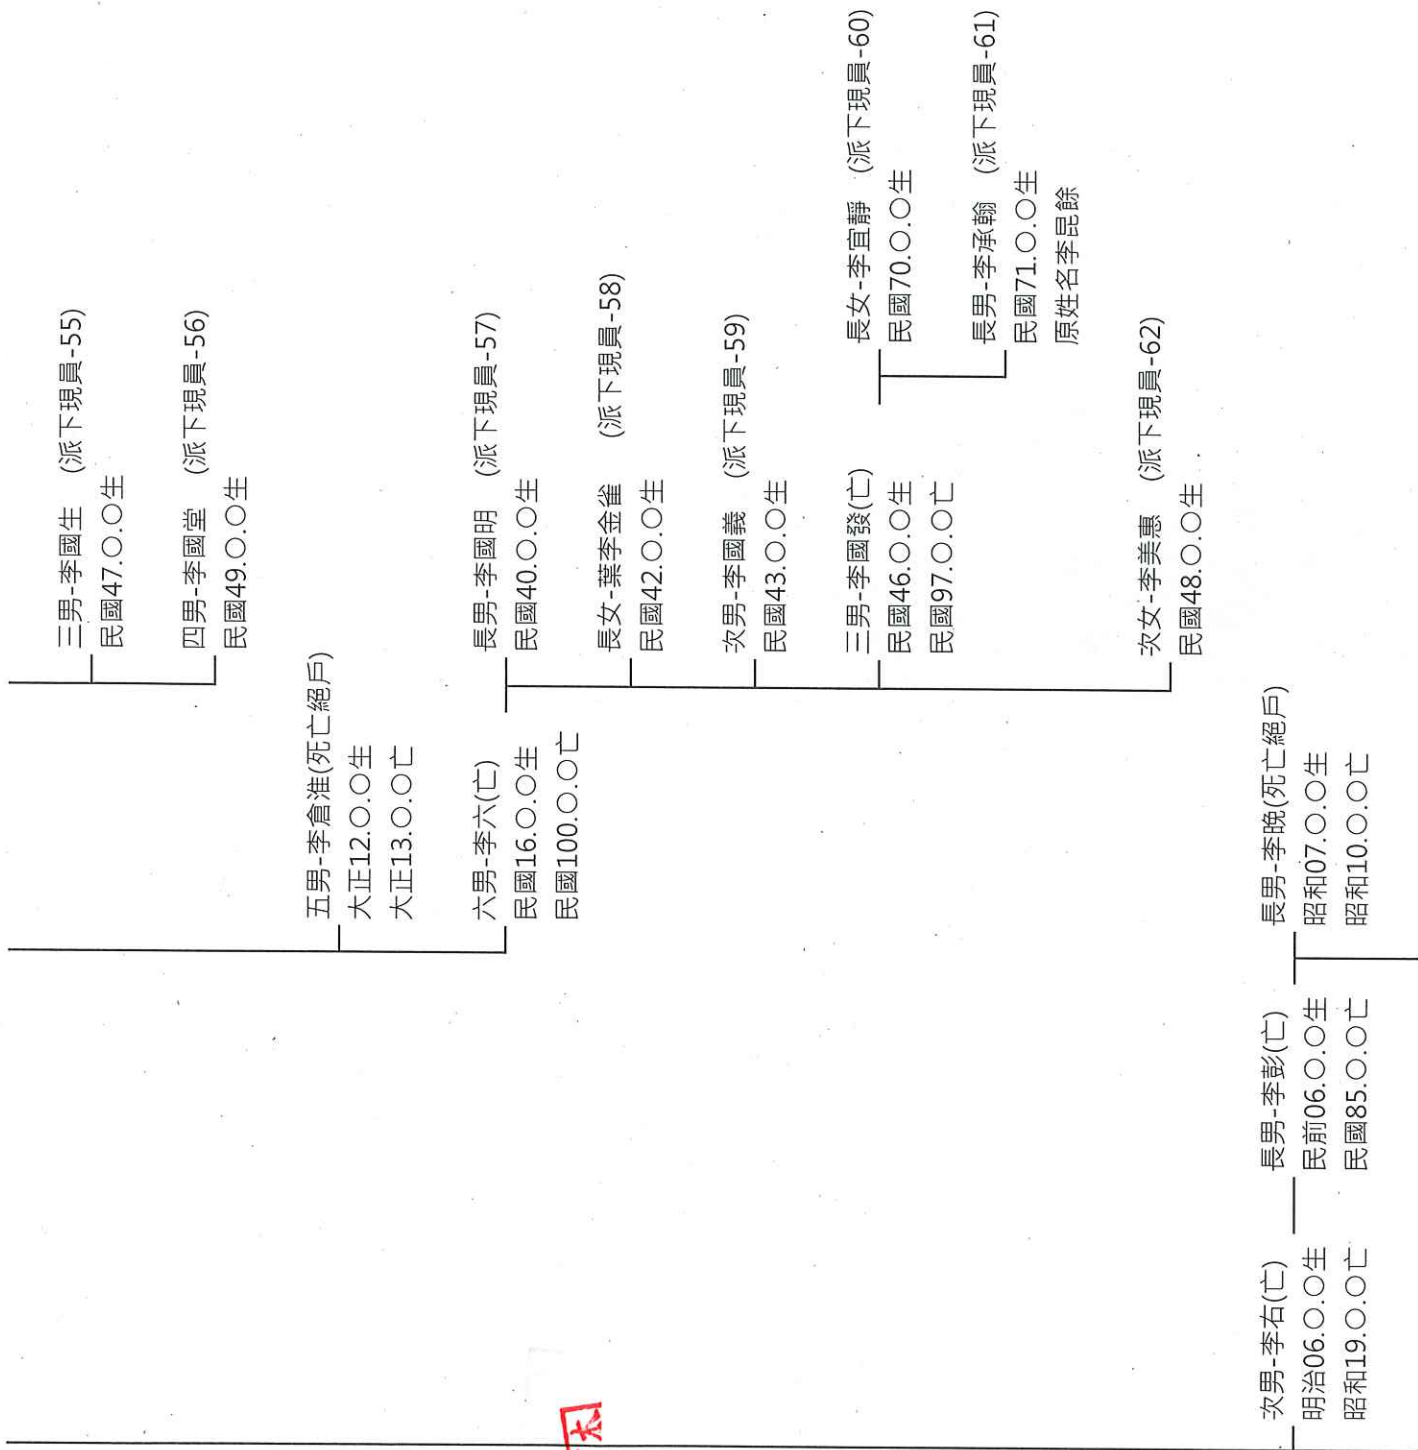 三男-李國生 (派下現員-55)
民國47.○.○生
四男-李國堂 (派下現員-56)
民國49.○.○生
五男-李倉淮(死亡絕戶)
大正12.○.○生
大正13.○.○亡
六男-李六(亡)
民國16.○.○生
民國100.○.○亡
長男-李國明 (派下現員-57)
民國40.○.○生
長女-葉李金雀 (派下現員-58)
民國42.○.○生
次男-李國義 (派下現員-59)
民國43.○.○生
三男-李國發(亡)
民國46.○.○生
民國97.○.○亡
長女-李宜靜 (派下現員-60)
民國70.○.○生
長男-李承翰 (派下現員-61)
民國71.○.○生
原姓名李昆餘
次女-李美惠 (派下現員-62)
民國48.○.○生
次男-李右(亡)
明治06.○.○生
昭和19.○.○亡
長男-李彭(亡)
民前06.○.○生
民國85.○.○亡
長男-李晚(死亡絕戶)
昭和07.○.○生
昭和10.○.○亡